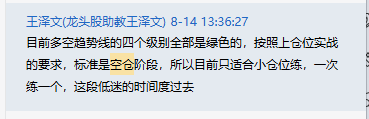 王泽文(龙头股助教王泽文) 8-14 13:36:27
目前多空趋势线的四个级别全部是绿色的，按照上仓位实战
的要求，标准是空仓阶段，所以目前只适合小仓位练，一次
练一个，这段低迷的时间度过去